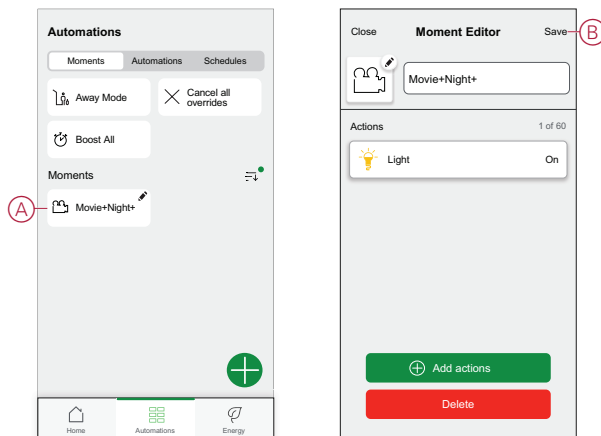 Automations
Moments Automations Schedules
Away Mode
Cancel all
overrides
Boost All
Moments
A
Movie+Night+
Home Automations Energy
Close Moment Editor Save
B
Movie+Night+
Actions 1 of 60
Light On
Add actions
Delete